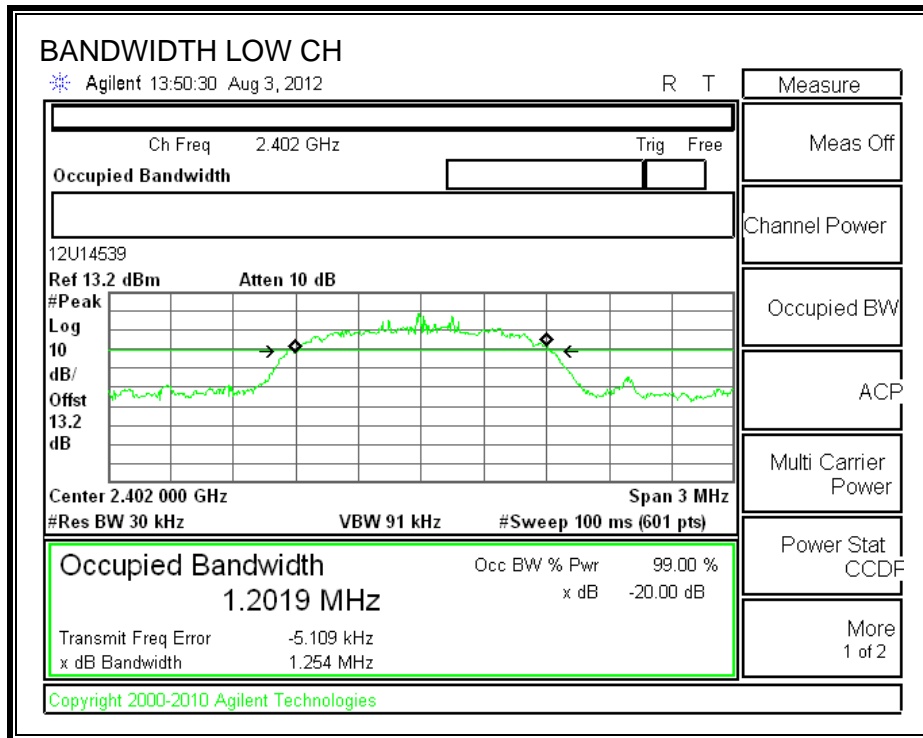 BANDWIDTH LOW CH
Agilent 13:50:30 Aug 3, 2012 R T
Measure
Ch Freq 2.402 GHz Trig Free
Meas Off
Occupied Bandwidth
Channel Power
12U14539
Ref 13.2 dBm Atten 10 dB
#Peak
Log
10
dB/
Offst
13.2
dB
Occupied BW
ACP
Multi Carrier
Power
Center 2.402 000 GHz Span 3 MHz
#Res BW 30 kHz VBW 91 kHz #Sweep 100 ms (601 pts)
Power Stat
CCDF
Occupied Bandwidth Occ BW % Pwr 99.00 %
1.2019 MHz x dB -20.00 dB
Transmit Freq Error -5.109 kHz
x dB Bandwidth 1.254 MHz
More
1 of 2
Copyright 2000-2010 Agilent Technologies